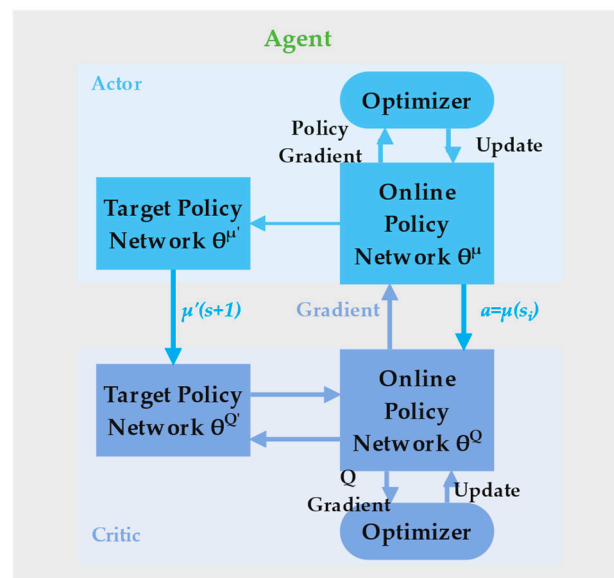 Agent
Actor
Optimizer
Policy
Gradient
Update
Target Policy
Network θ^μ'
Online
Policy
Network θ^μ
μ'(s+1)
Gradient
a=μ(s_i)
Target Policy
Network θ^Q'
Online
Policy
Network θ^Q
Q
Gradient
Update
Optimizer
Critic